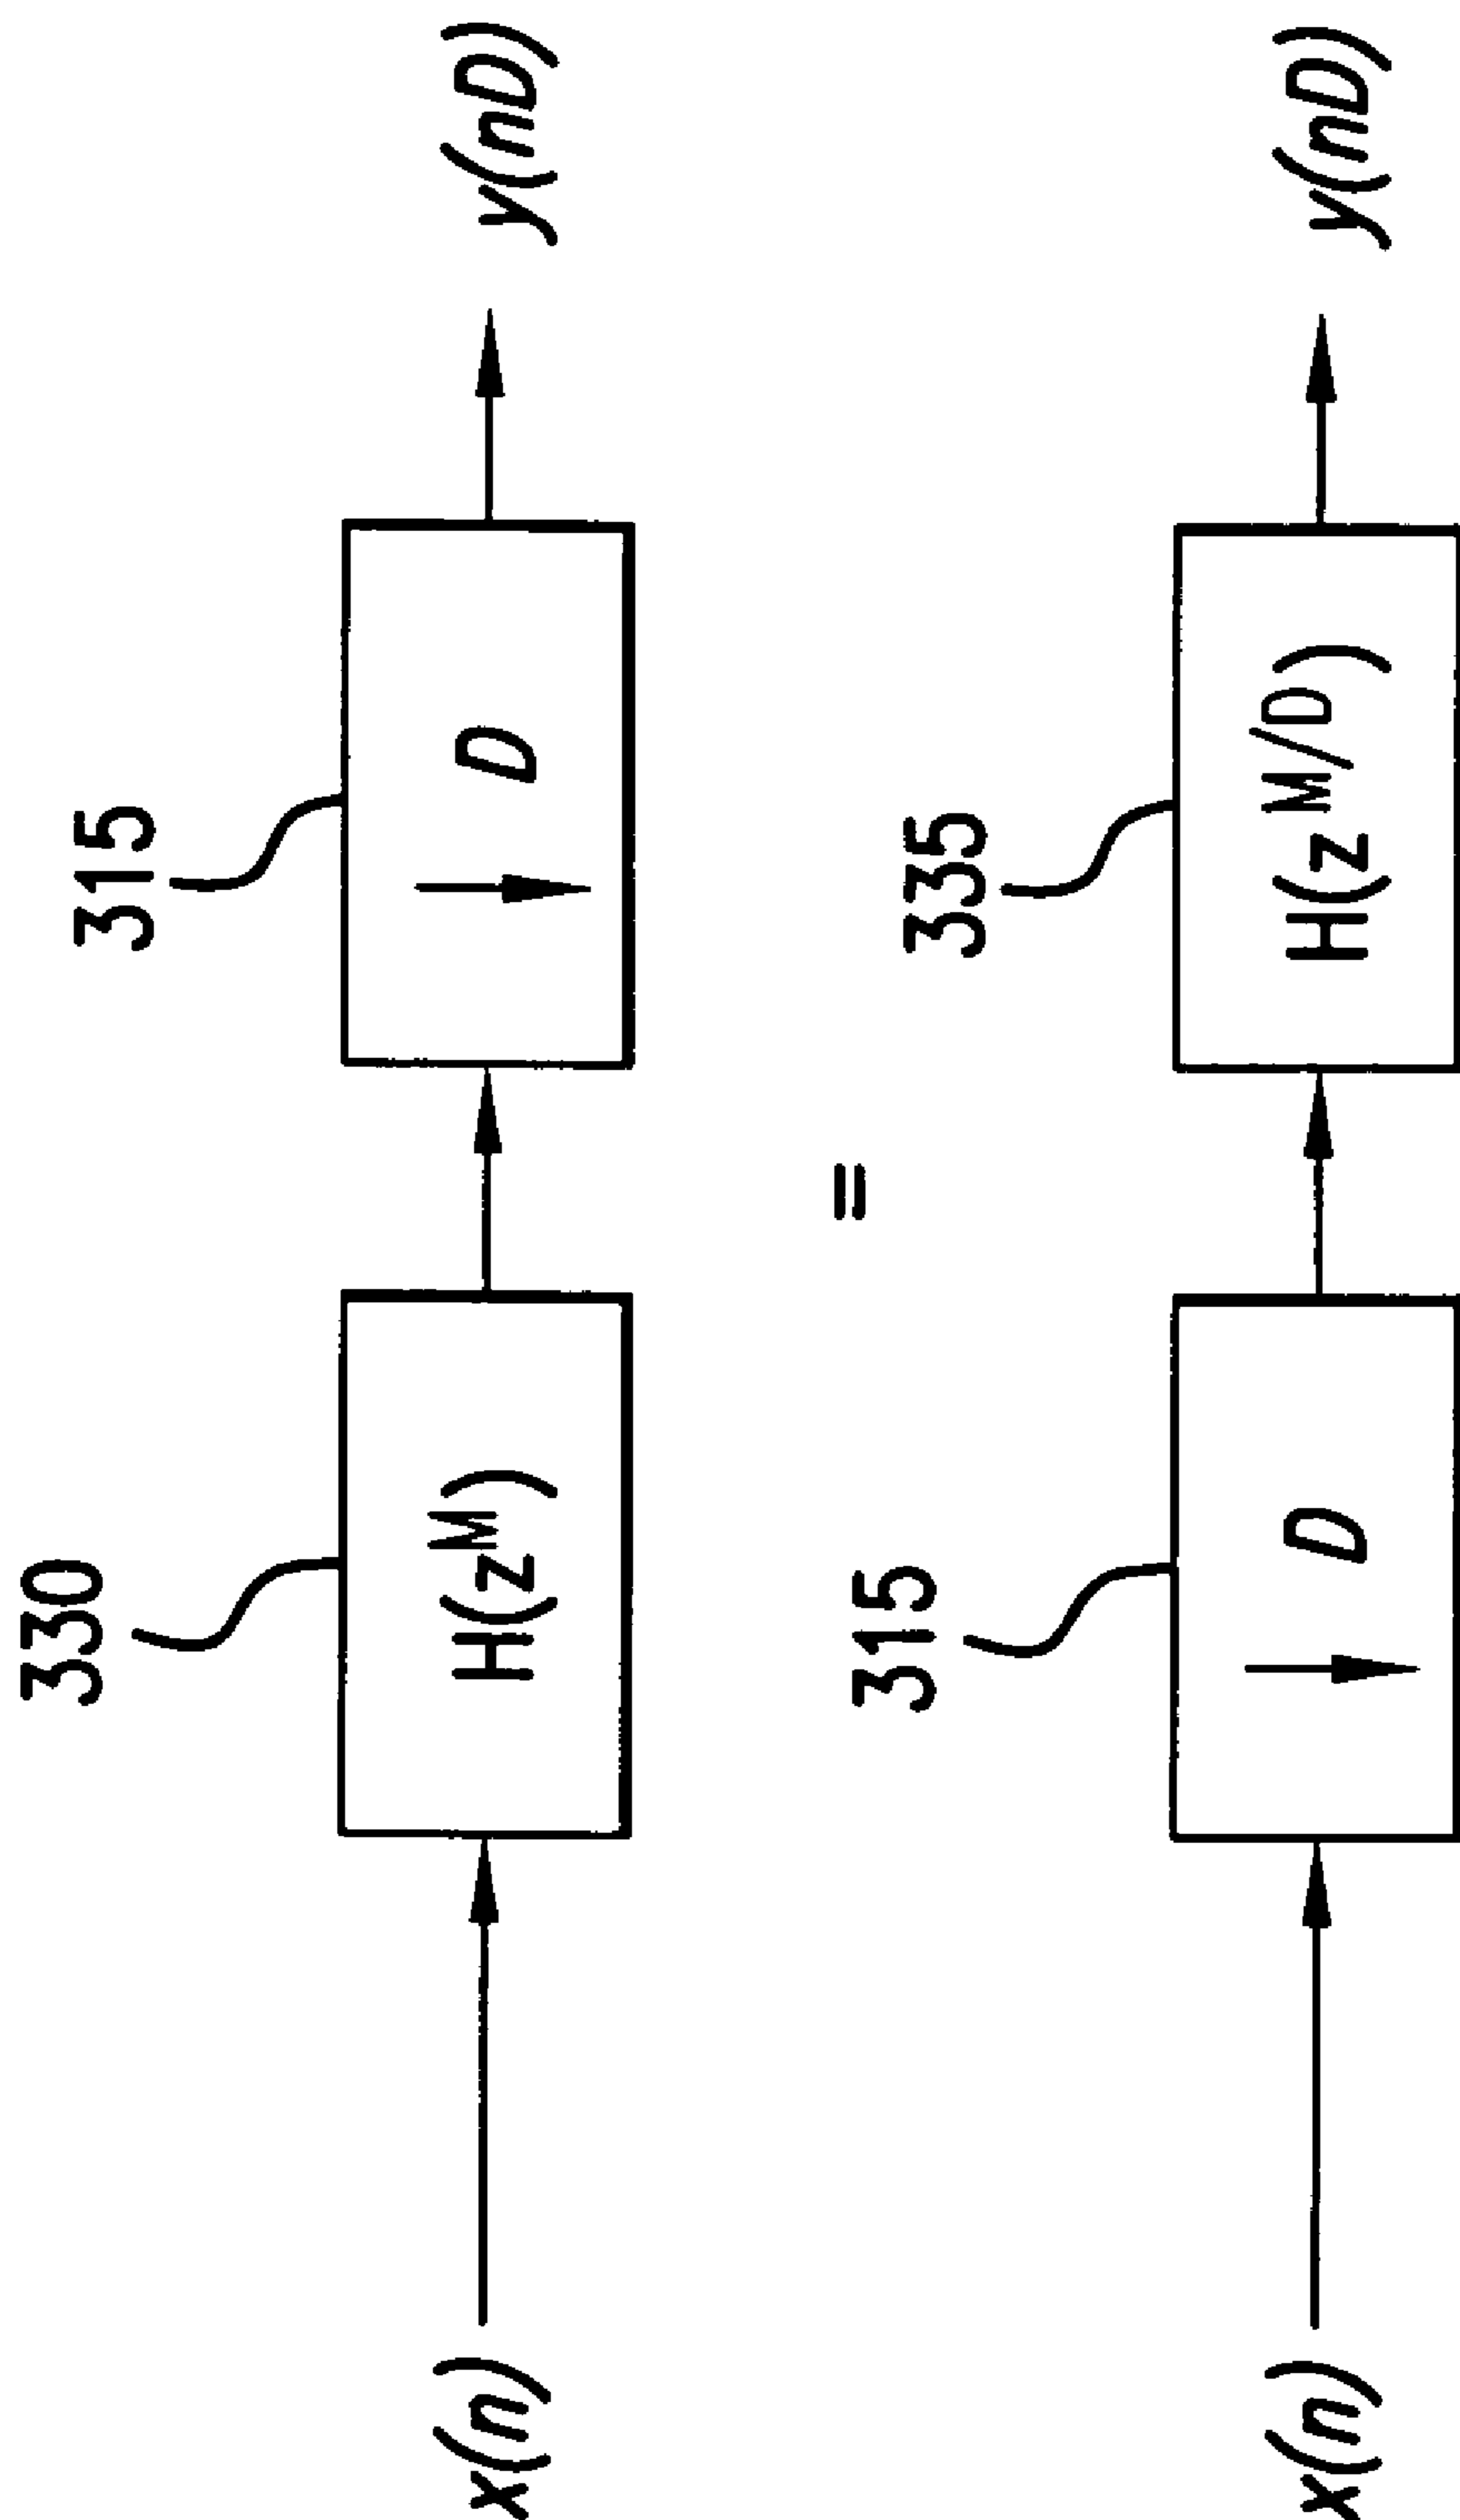 330
315
x(n)
H(z^M)
↓ D
y(nD)
=
315
335
x(n)
↓ D
H(z^M/D)
y(nD)